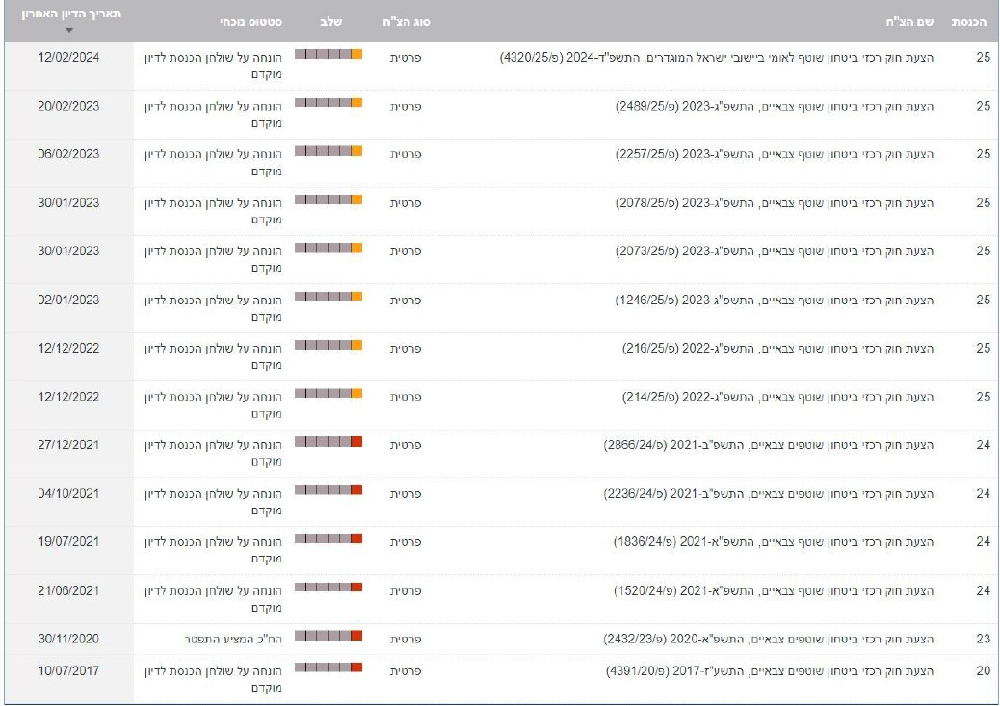 הכנסת שם הצ"ח סוג הצ"ח שלב סטטוס נוכחי תאריך הדיון האחרון
25 הצעת חוק רכזי ביטחון שוטף לאומי ביישובי ישראל המוגדרים, התשפ"ד-2024 (פ/4320/25) פרטית הונחה על שולחן הכנסת לדיון 12/02/2024
מוקדם
25 הצעת חוק רכזי ביטחון שוטף צבאיים, התשפ"ג-2023 (פ/2489/25) פרטית הונחה על שולחן הכנסת לדיון 20/02/2023
מוקדם
25 הצעת חוק רכזי ביטחון שוטף צבאיים, התשפ"ג-2023 (פ/2257/25) פרטית הונחה על שולחן הכנסת לדיון 06/02/2023
מוקדם
25 הצעת חוק רכזי ביטחון שוטף צבאיים, התשפ"ג-2023 (פ/2078/25) פרטית הונחה על שולחן הכנסת לדיון 30/01/2023
מוקדם
25 הצעת חוק רכזי ביטחון שוטף צבאיים, התשפ"ג-2023 (פ/2073/25) פרטית הונחה על שולחן הכנסת לדיון 30/01/2023
מוקדם
25 הצעת חוק רכזי ביטחון שוטף צבאיים, התשפ"ג-2023 (פ/1246/25) פרטית הונחה על שולחן הכנסת לדיון 02/01/2023
מוקדם
25 הצעת חוק רכזי ביטחון שוטף צבאיים, התשפ"ג-2022 (פ/216/25) פרטית הונחה על שולחן הכנסת לדיון 12/12/2022
מוקדם
25 הצעת חוק רכזי ביטחון שוטף צבאיים, התשפ"ג-2022 (פ/214/25) פרטית הונחה על שולחן הכנסת לדיון 12/12/2022
מוקדם
24 הצעת חוק רכזי ביטחון שוטפים צבאיים, התשפ"ב-2021 (פ/2866/24) פרטית הונחה על שולחן הכנסת לדיון 27/12/2021
מוקדם
24 הצעת חוק רכזי ביטחון שוטפים צבאיים, התשפ"ב-2021 (פ/2236/24) פרטית הונחה על שולחן הכנסת לדיון 04/10/2021
מוקדם
24 הצעת חוק רכזי ביטחון שוטף צבאיים, התשפ"א-2021 (פ/1836/24) פרטית הונחה על שולחן הכנסת לדיון 19/07/2021
מוקדם
24 הצעת חוק רכזי ביטחון שוטף צבאיים, התשפ"א-2021 (פ/1520/24) פרטית הונחה על שולחן הכנסת לדיון 21/06/2021
מוקדם
23 הצעת חוק רכזי ביטחון שוטפים צבאיים, התשפ"א-2020 (פ/2432/23) פרטית הח"כ המציע התפטר 30/11/2020
20 הצעת חוק רכזי ביטחון שוטפים צבאיים, התשע"ז-2017 (פ/4391/20) פרטית הונחה על שולחן הכנסת לדיון 10/07/2017
מוקדם